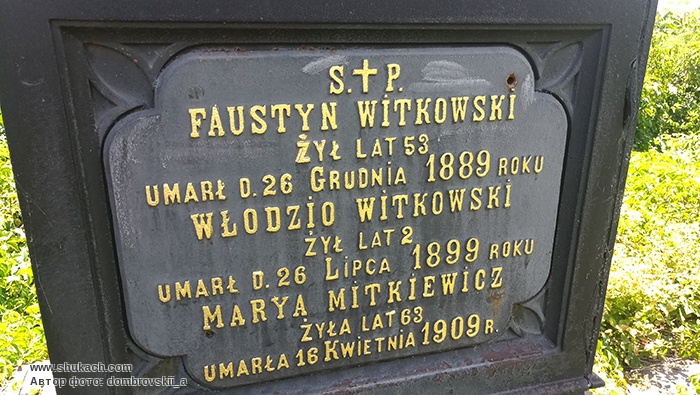 S.✝P.
FAUSTYN WITKOWSKI
ŻYŁ LAT 53
UMARŁ D. 26 GRUDNIA 1889 ROKU
WŁODZIO WITKOWSKI
ŻYŁ LAT 2
UMARŁ D. 26 LIPCA 1899 ROKU
MARYA MITKIEWICZ
ŻYŁA LAT 63
UMARŁA 16 KWIETNIA 1909 R.
www.shukach.com
Автор фото: dombrovskii_a